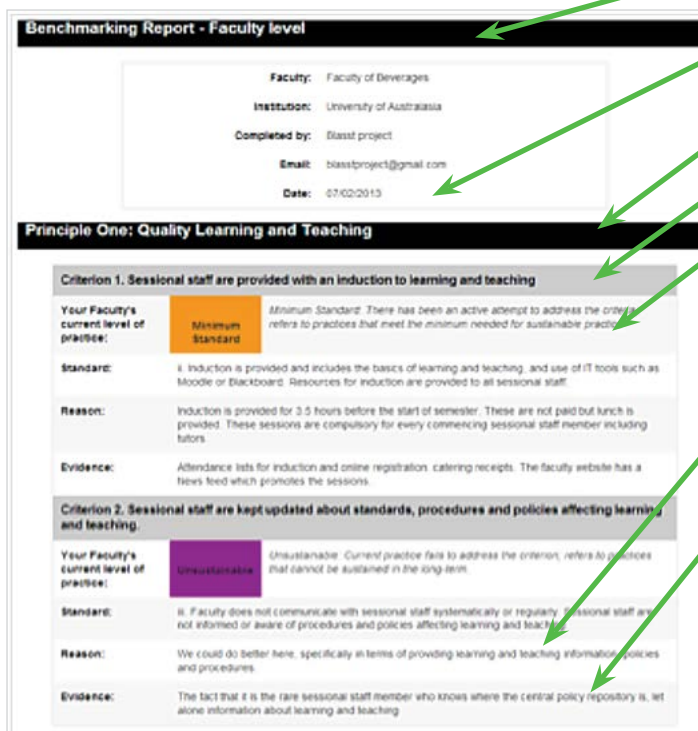 Benchmarking Report - Faculty level
Faculty: Faculty of Beverages
Institution: University of Australasia
Completed by: Blasst project
Email: blasstproject@gmail.com
Date: 07/02/2013
Principle One: Quality Learning and Teaching
Criterion 1. Sessional staff are provided with an induction to learning and teaching
Your Faculty's
current level of
practice:
Minimum
Standard
Minimum Standard: There has been an active attempt to address the criteria
refers to practices that meet the minimum needed for sustainable practice
Standard: ii. Induction is provided and includes the basics of learning and teaching, and use of IT tools such as
Moodle or Blackboard. Resources for induction are provided to all sessional staff.
Reason: Induction is provided for 3.5 hours before the start of semester. These are not paid but lunch is
provided. These sessions are compulsory for every commencing sessional staff member including
tutors.
Evidence: Attendance lists for induction and online registration, catering receipts. The faculty website has a
News feed which promotes the sessions.
Criterion 2. Sessional staff are kept updated about standards, procedures and policies affecting learning
and teaching.
Your Faculty's
current level of
practice:
Unsustainable
Unsustainable: Current practice fails to address the criterion, refers to practices
that cannot be sustained in the long-term.
Standard: iii. Faculty does not communicate with sessional staff systematically or regularly. Sessional staff are
not informed or aware of procedures and policies affecting learning and teaching
Reason: We could do better here, specifically in terms of providing learning and teaching information, policies
and procedures.
Evidence: The fact that it is the rare sessional staff member who knows where the central policy repository is, let
alone information about learning and teaching